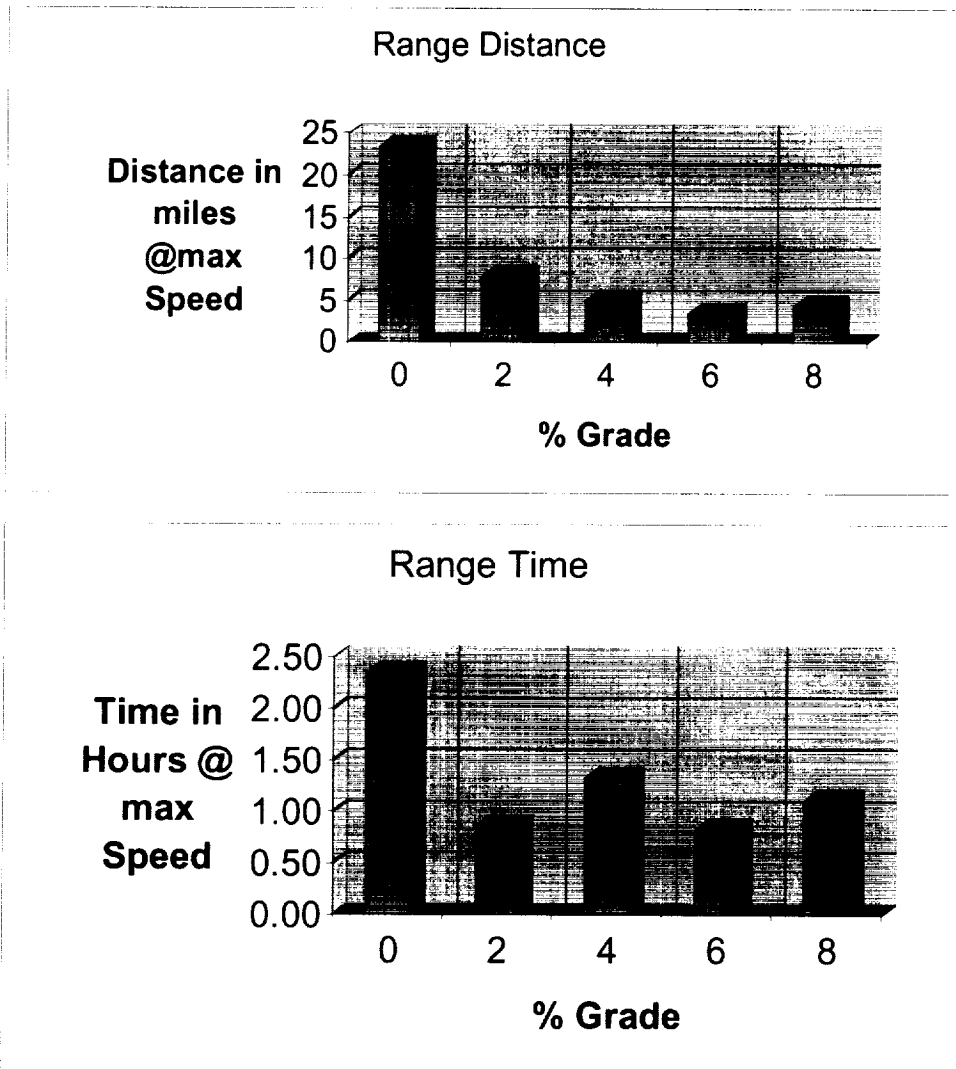 Range Distance
25
20
15
10
5
0
Distance in
miles
@max
Speed
0 2 4 6 8
% Grade
Range Time
2.50
2.00
1.50
1.00
0.50
0.00
Time in
Hours @
max
Speed
0 2 4 6 8
% Grade